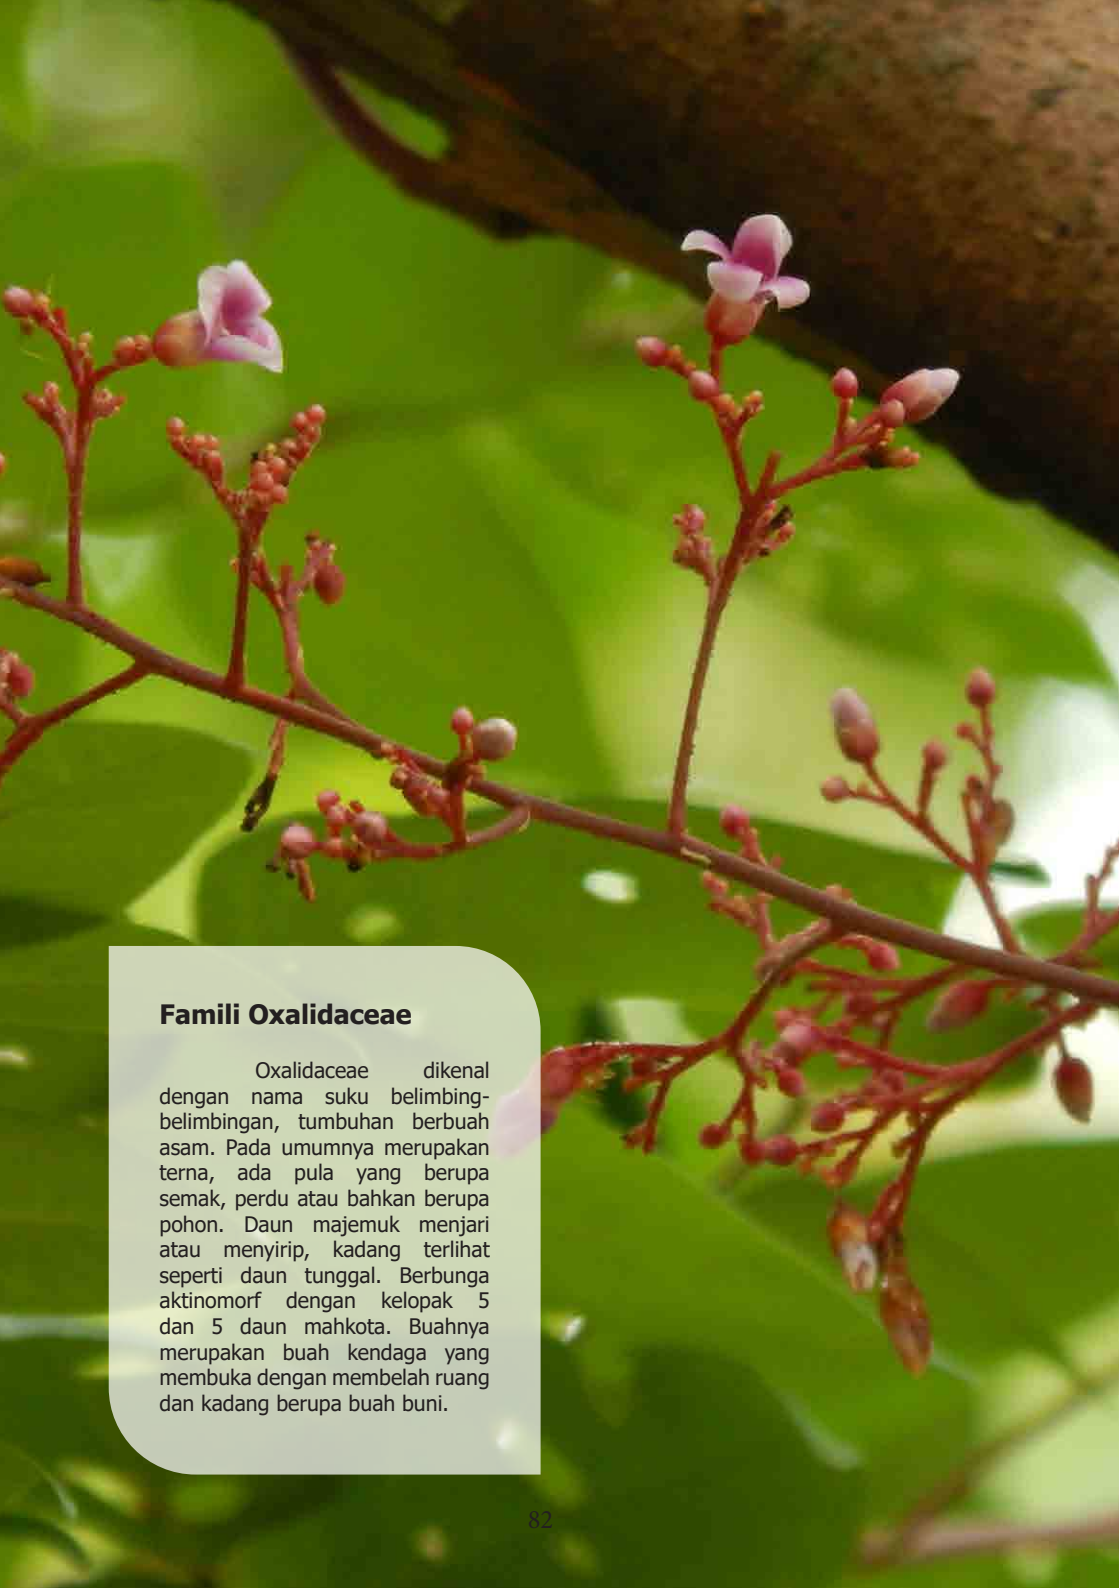 Famili Oxalidaceae
Oxalidaceae dikenal
dengan nama suku belimbing-
belimbingan, tumbuhan berbuah
asam. Pada umumnya merupakan
terna, ada pula yang berupa
semak, perdu atau bahkan berupa
pohon. Daun majemuk menjari
atau menyirip, kadang terlihat
seperti daun tunggal. Berbunga
aktinomorf dengan kelopak 5
dan 5 daun mahkota. Buahnya
merupakan buah kendaga yang
membuka dengan membelah ruang
dan kadang berupa buah buni.
82